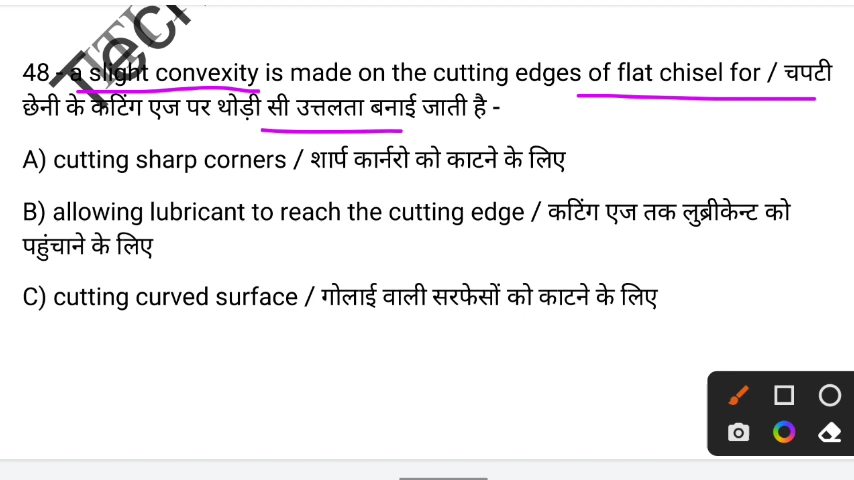 Tech
48 - a slight convexity is made on the cutting edges of flat chisel for / चपटी
छेनी के कटिंग एज पर थोड़ी सी उत्तलता बनाई जाती है -
A) cutting sharp corners / शार्प कार्नरो को काटने के लिए
B) allowing lubricant to reach the cutting edge / कटिंग एज तक लुब्रीकेन्ट को
पहुंचाने के लिए
C) cutting curved surface / गोलाई वाली सरफेसों को काटने के लिए